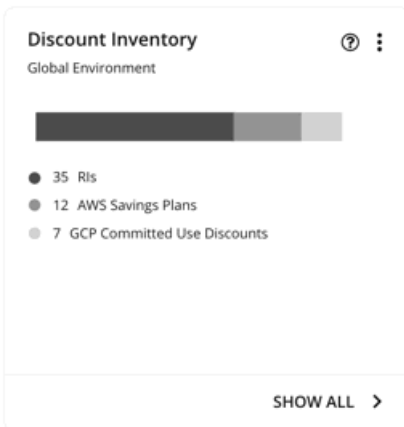 Discount Inventory
Global Environment
35 RIs
12 AWS Savings Plans
7 GCP Committed Use Discounts
SHOW ALL